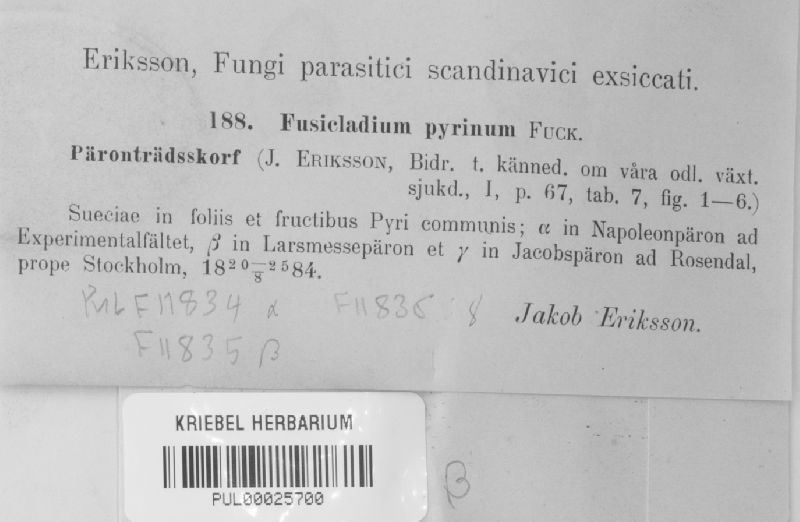 Eriksson, Fungi parasitici scandinavici exsiccati.
188. Fusicladium pyrinum Fuck.
Päronträdsskorf (J. Eriksson, Bidr. t. känned. om våra odl. växt.
sjukd., I, p. 67, tab. 7, fig. 1—6.)
Sueciae in foliis et fructibus Pyri communis; α in Napoleonpäron ad
Experimentalfältet, β in Larsmessepäron et γ in Jacobspäron ad Rosendal,
prope Stockholm, 18 20—25/8 84.
PUL F11834 α F11836 γ
Jakob Eriksson.
F11835 β
KRIEBEL HERBARIUM
PUL00025700
β